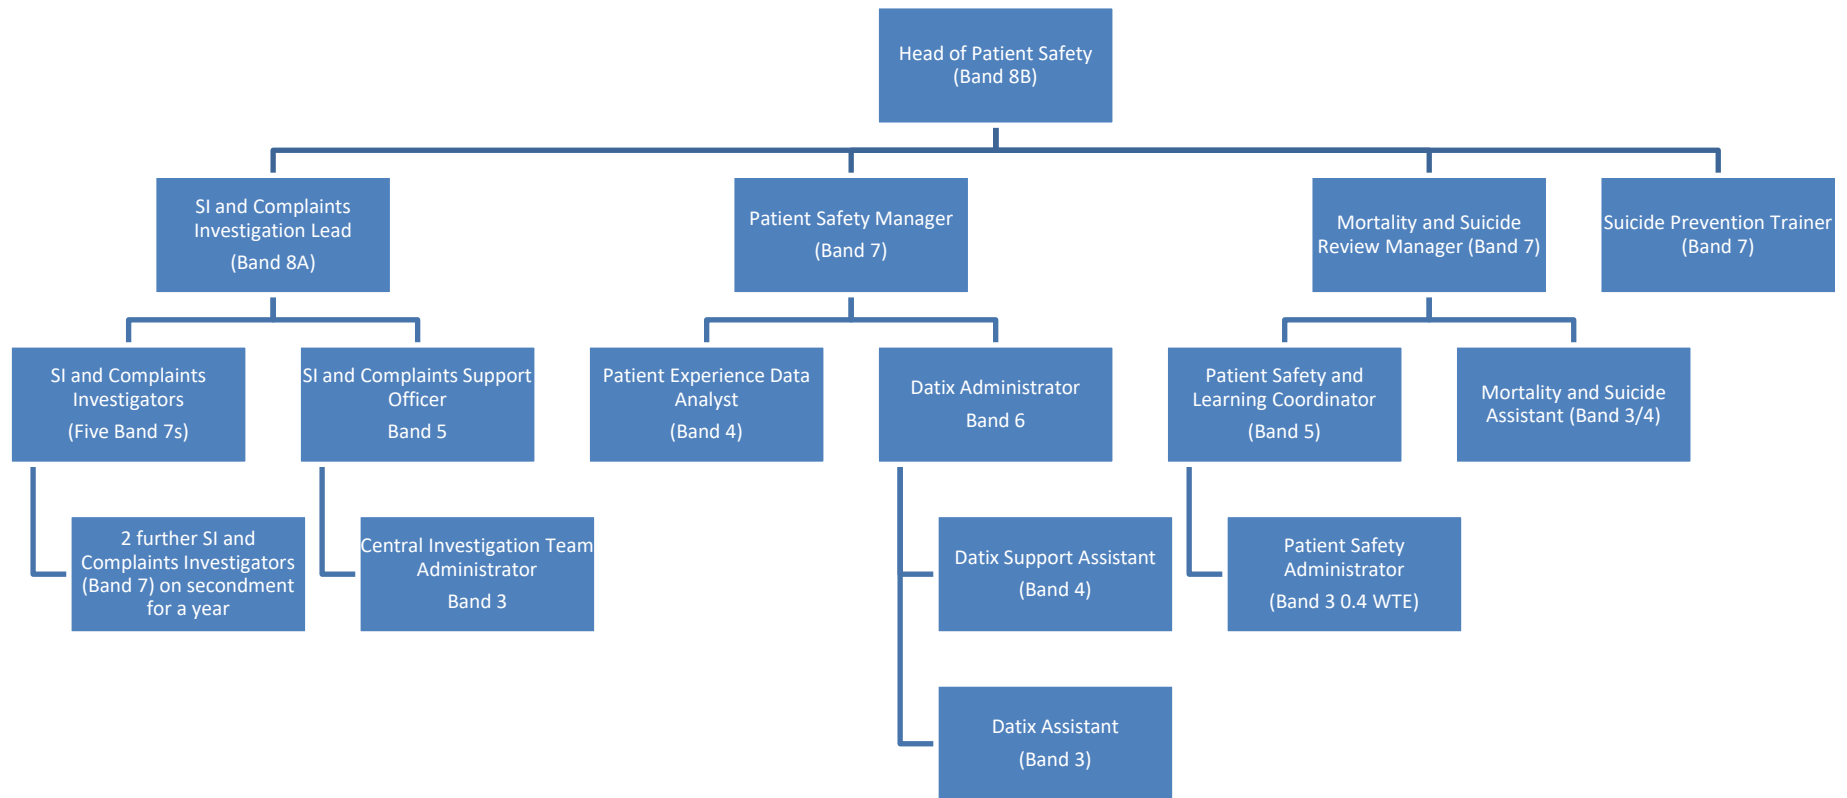 Head of Patient Safety
(Band 8B)
SI and Complaints
Investigation Lead
(Band 8A)
Patient Safety Manager
(Band 7)
Mortality and Suicide
Review Manager (Band 7)
Suicide Prevention Trainer
(Band 7)
SI and Complaints
Investigators
(Five Band 7s)
SI and Complaints Support
Officer
Band 5
Patient Experience Data
Analyst
(Band 4)
Datix Administrator
Band 6
Patient Safety and
Learning Coordinator
(Band 5)
Mortality and Suicide
Assistant (Band 3/4)
2 further SI and
Complaints Investigators
(Band 7) on secondment
for a year
Central Investigation Team
Administrator
Band 3
Datix Support Assistant
(Band 4)
Patient Safety
Administrator
(Band 3 0.4 WTE)
Datix Assistant
(Band 3)